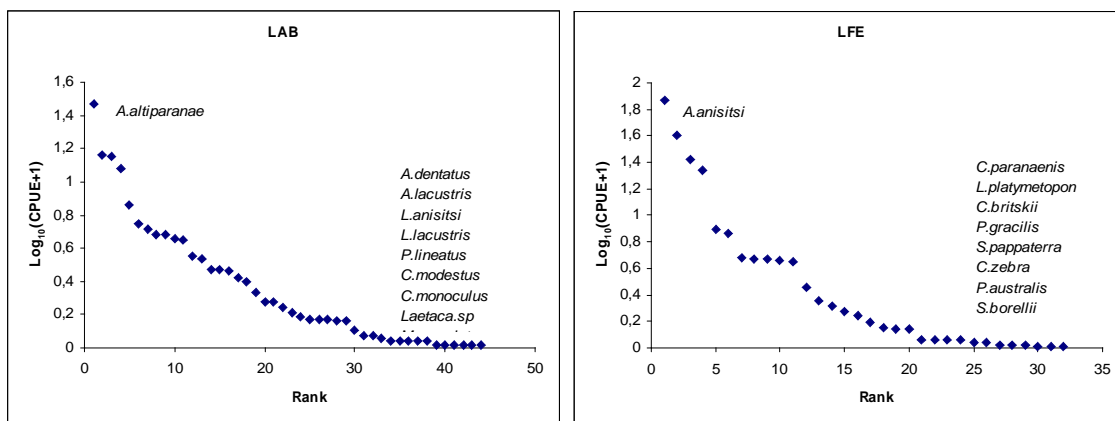 LAB
1,6
1,4
1,2
1
0,8
0,6
0,4
0,2
0
Log10(CPUE+1)
A.altiparanae
A.dentatus
A.lacustris
L.anisitsi
L.lacustris
P.lineatus
C.modestus
C.monoculus
Laetaca.sp
0 10 20 30 40 50
Rank
LFE
2
1,8
1,6
1,4
1,2
1
0,8
0,6
0,4
0,2
0
Log10(CPUE+1)
A.anisitsi
C.paranaenis
L.platymetopon
C.britskii
P.gracilis
S.pappaterra
C.zebra
P.australis
S.borellii
0 5 10 15 20 25 30 35
Rank